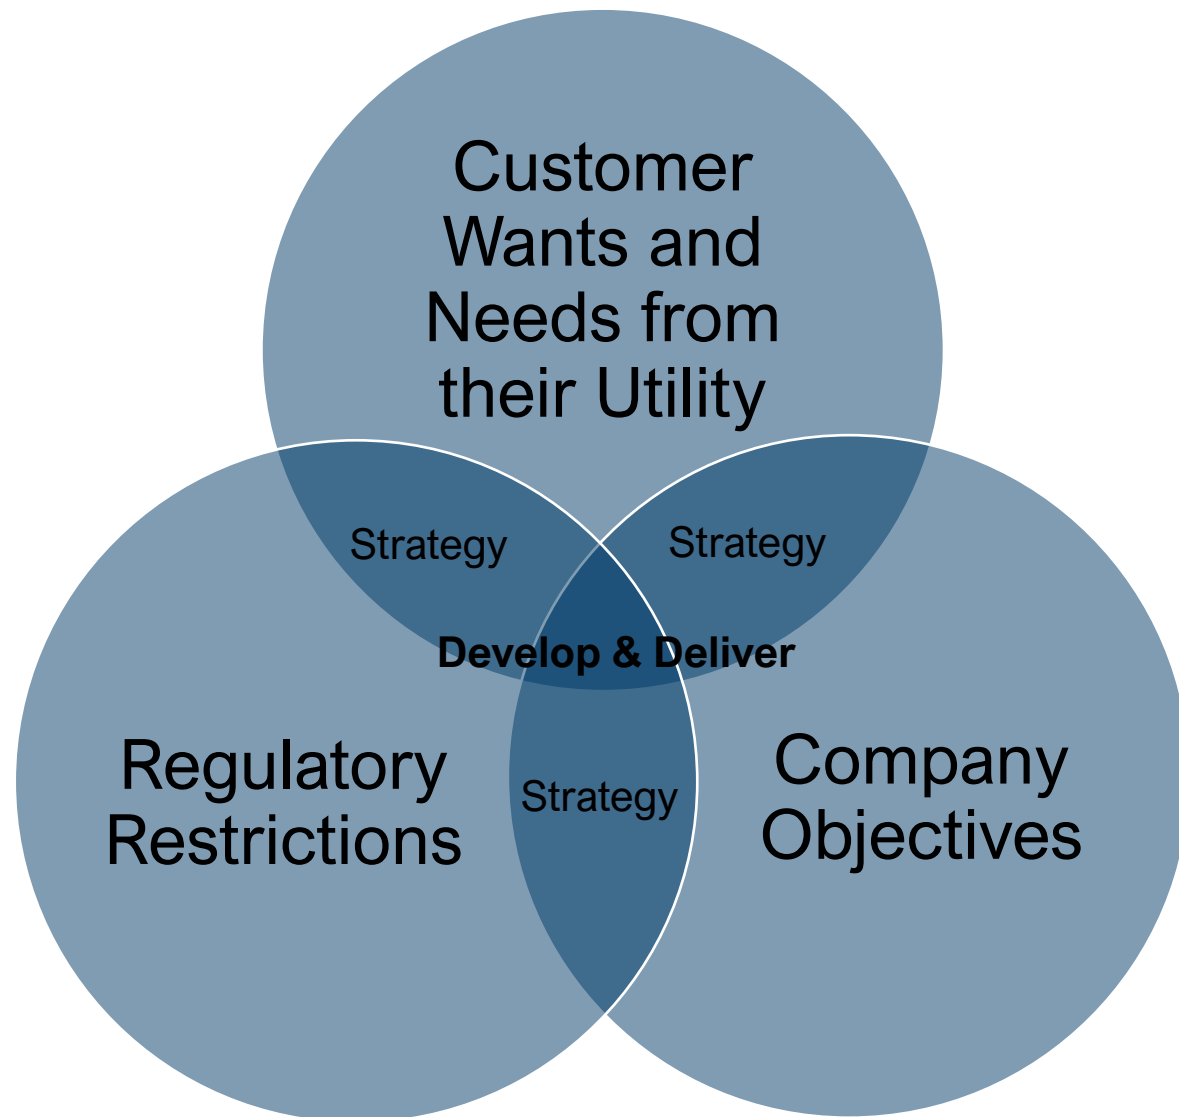 Customer
Wants and
Needs from
their Utility
Strategy
Strategy
Develop & Deliver
Regulatory
Restrictions
Strategy
Company
Objectives